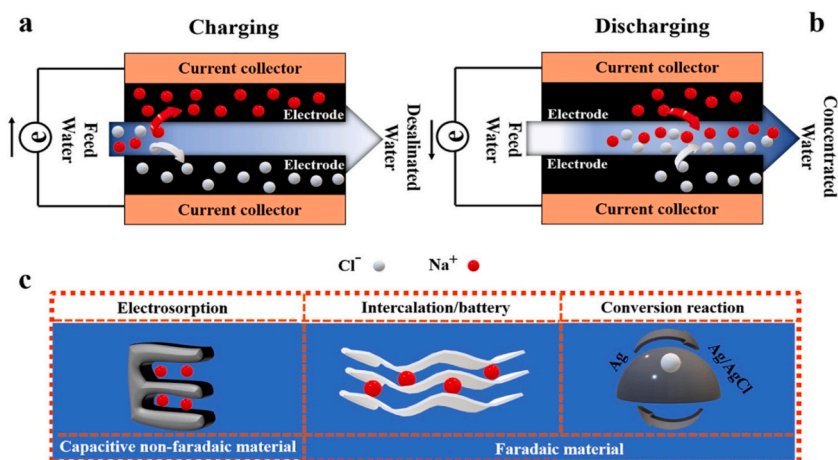 a
Charging
Current collector
Electrode
e
Feed
Water
Electrode
Desalinated
Water
Current collector
Discharging
b
Current collector
Electrode
e
Feed
Water
Electrode
Concentrated
Water
Current collector
Cl⁻
Na⁺
c
Electrosorption
Intercalation/battery
Conversion reaction
Ag
Ag/AgCl
Capacitive non-faradaic material
Faradaic material